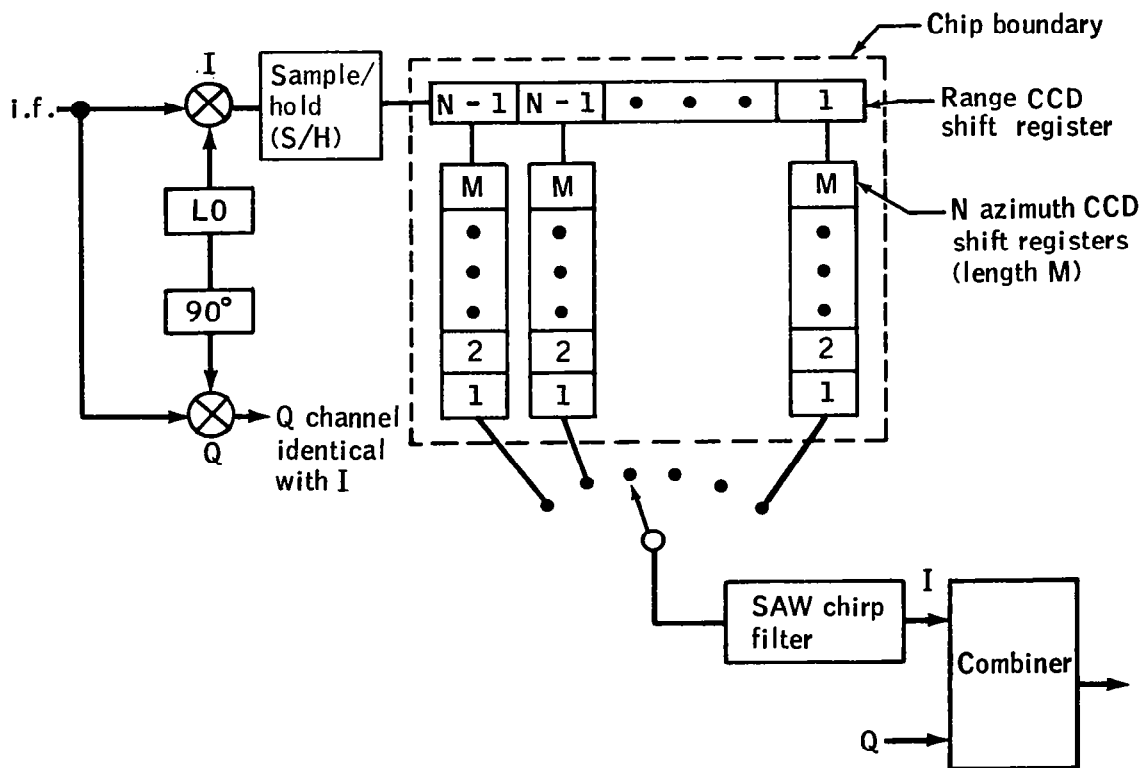 Chip boundary
I
i.f.
Sample/
hold
(S/H)
N - 1
N - 1
1
Range CCD
shift register
LO
90°
M
M
M
N azimuth CCD
shift registers
(length M)
2
2
2
1
1
1
Q
Q channel
identical
with I
SAW chirp
filter
I
Combiner
Q